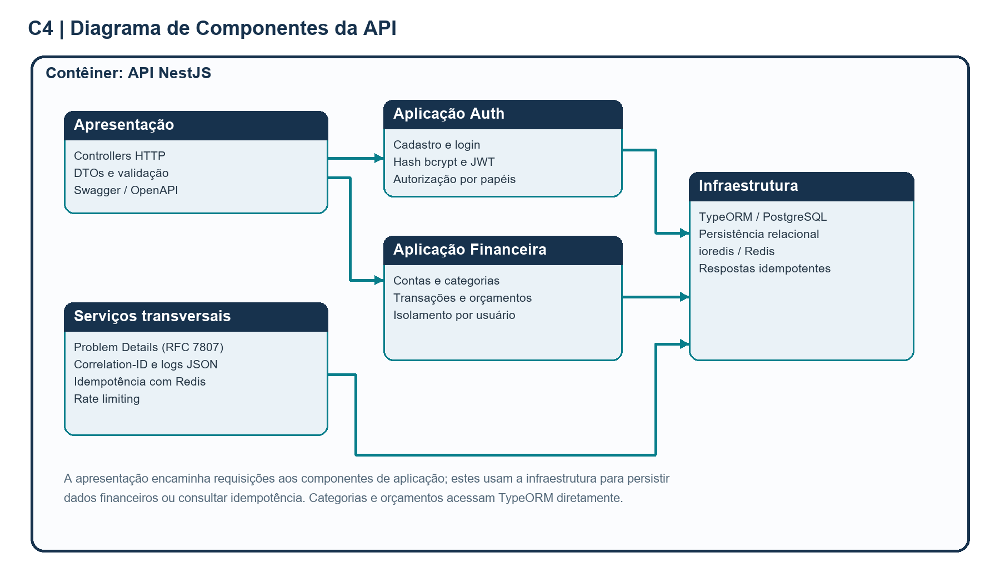 C4 | Diagrama de Componentes da API
Contêiner: API NestJS
Apresentação
Controllers HTTP
DTOs e validação
Swagger / OpenAPI
Aplicação Auth
Cadastro e login
Hash bcrypt e JWT
Autorização por papéis
Infraestrutura
TypeORM / PostgreSQL
Persistência relacional
ioredis / Redis
Respostas idempotentes
Aplicação Financeira
Contas e categorias
Transações e orçamentos
Isolamento por usuário
Serviços transversais
Problem Details (RFC 7807)
Correlation-ID e logs JSON
Idempotência com Redis
Rate limiting
A apresentação encaminha requisições aos componentes de aplicação; estes usam a infraestrutura para persistir
dados financeiros ou consultar idempotência. Categorias e orçamentos acessam TypeORM diretamente.